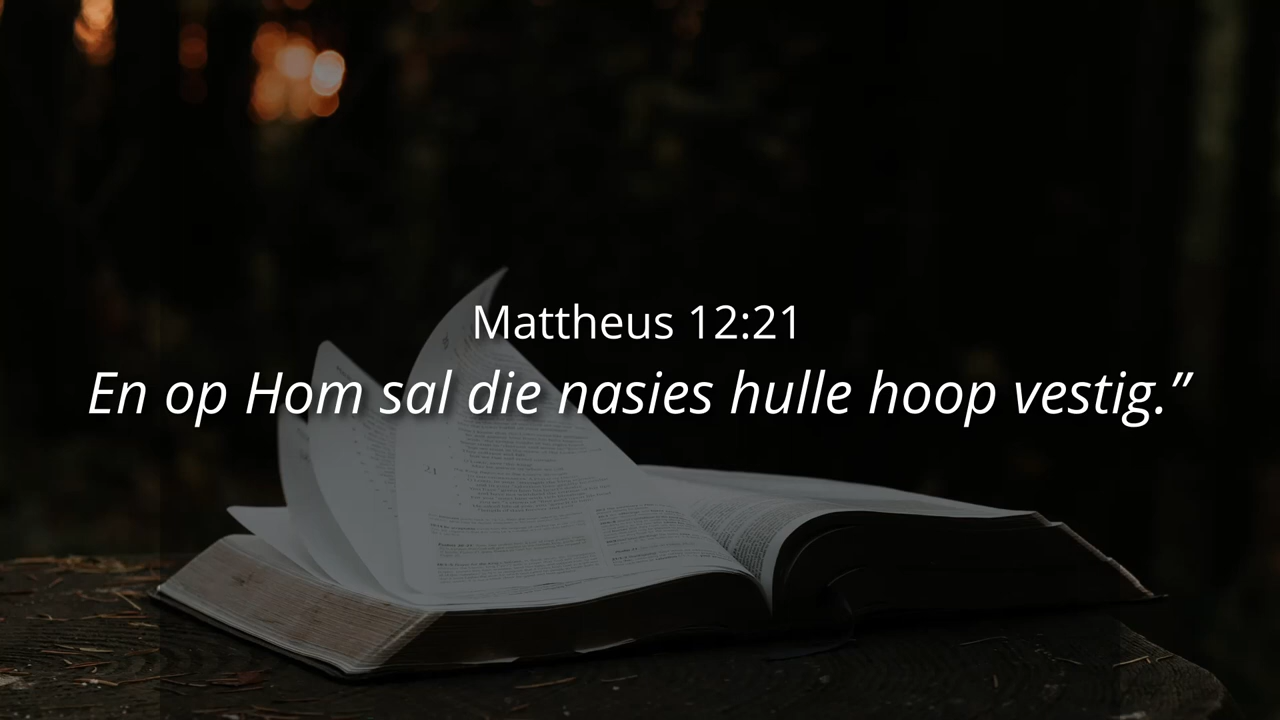 Mattheus 12:21
En op Hom sal die nasies hulle hoop vestig.”